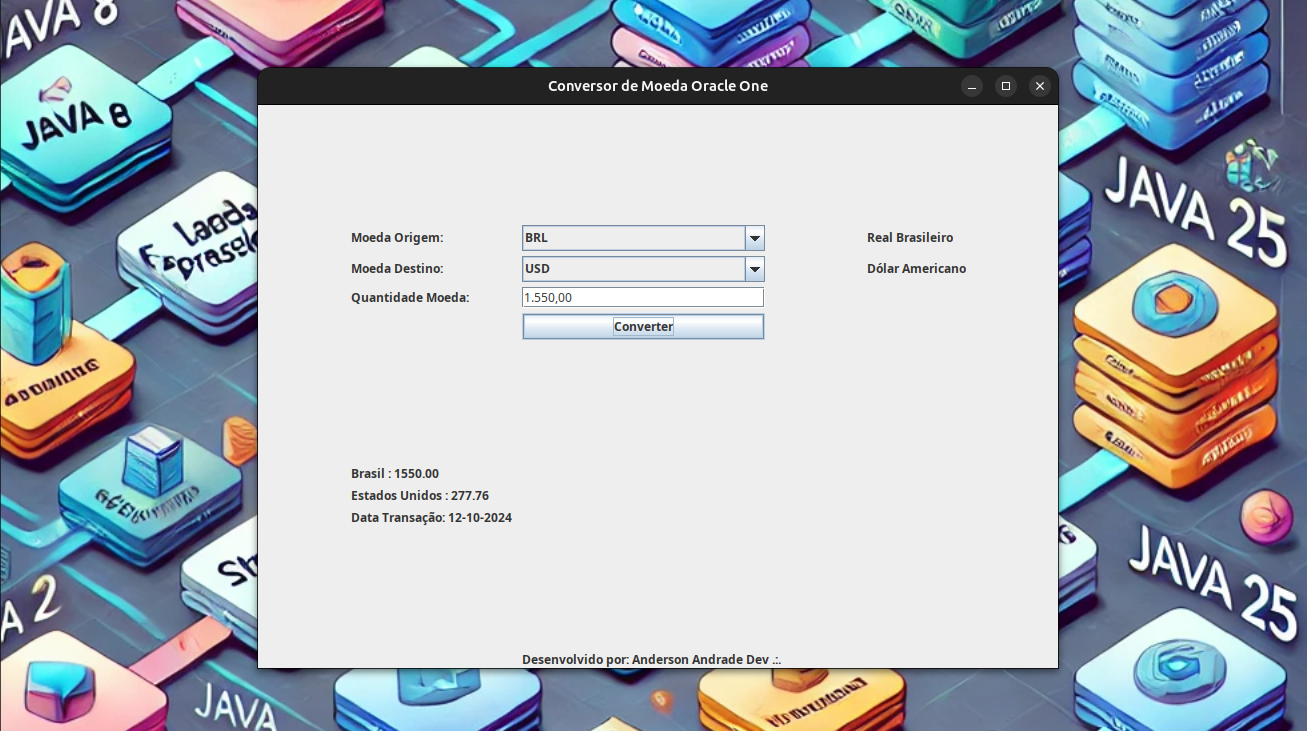 JAVA 8
Conversor de Moeda Oracle One
JAVA 8
JAVA 25
Moeda Origem: BRL Real Brasileiro
Moeda Destino: USD Dólar Americano
Quantidade Moeda: 1.550,00
Converter
Brasil : 1550.00
Estados Unidos : 277.76
Data Transação: 12-10-2024
JAVA 25
A 2
Desenvolvido por: Anderson Andrade Dev .:.
JAVA